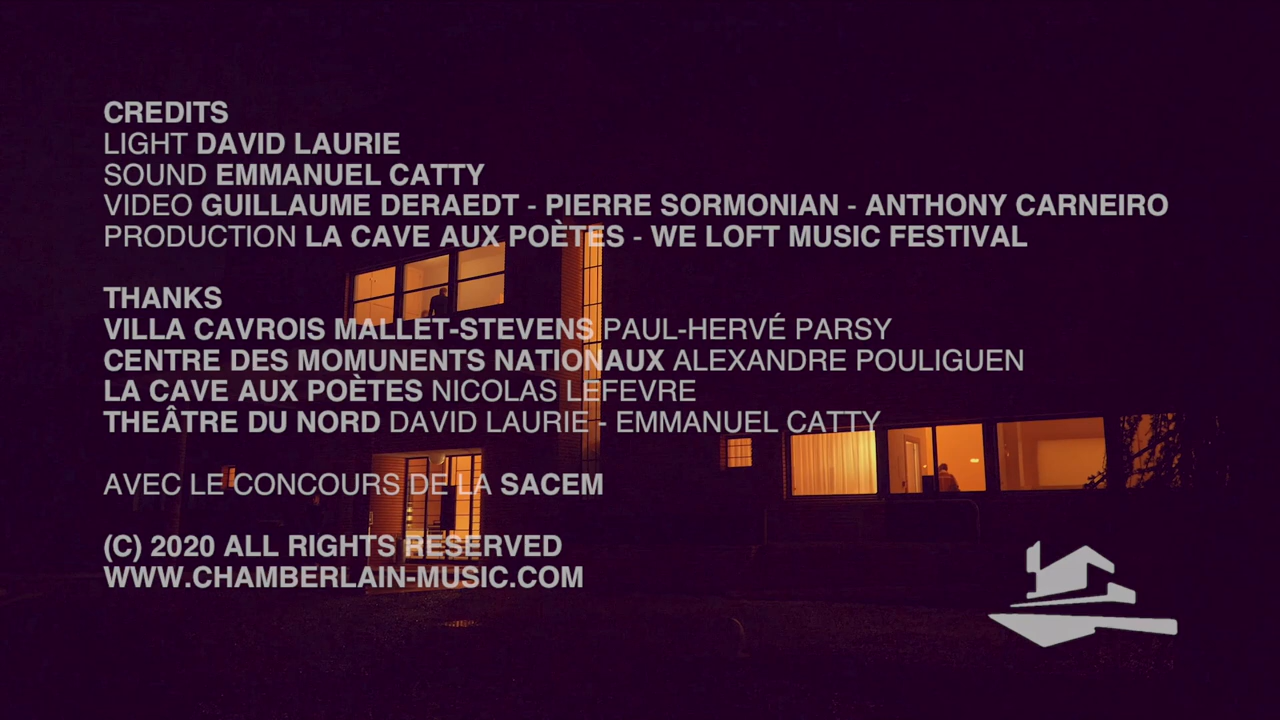 CREDITS
LIGHT DAVID LAURIE
SOUND EMMANUEL CATTY
VIDEO GUILLAUME DERAEDT - PIERRE SORMONIAN - ANTHONY CARNEIRO
PRODUCTION LA CAVE AUX POÈTES - WE LOFT MUSIC FESTIVAL
THANKS
VILLA CAVROIS MALLET-STEVENS PAUL-HERVÉ PARSY
CENTRE DES MOMUNENTS NATIONAUX ALEXANDRE POULIGUEN
LA CAVE AUX POÈTES NICOLAS LEFEVRE
THEÂTRE DU NORD DAVID LAURIE - EMMANUEL CATTY
AVEC LE CONCOURS DE LA SACEM
(C) 2020 ALL RIGHTS RESERVED
WWW.CHAMBERLAIN-MUSIC.COM